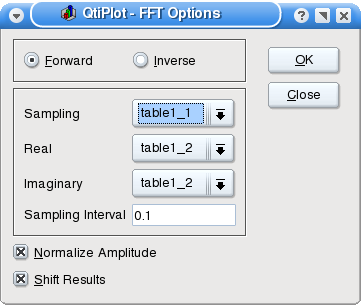 QtiPlot - FFT Options
Forward
Inverse
OK
Close
Sampling
table1_1
Real
table1_2
Imaginary
table1_2
Sampling Interval
0.1
Normalize Amplitude
Shift Results